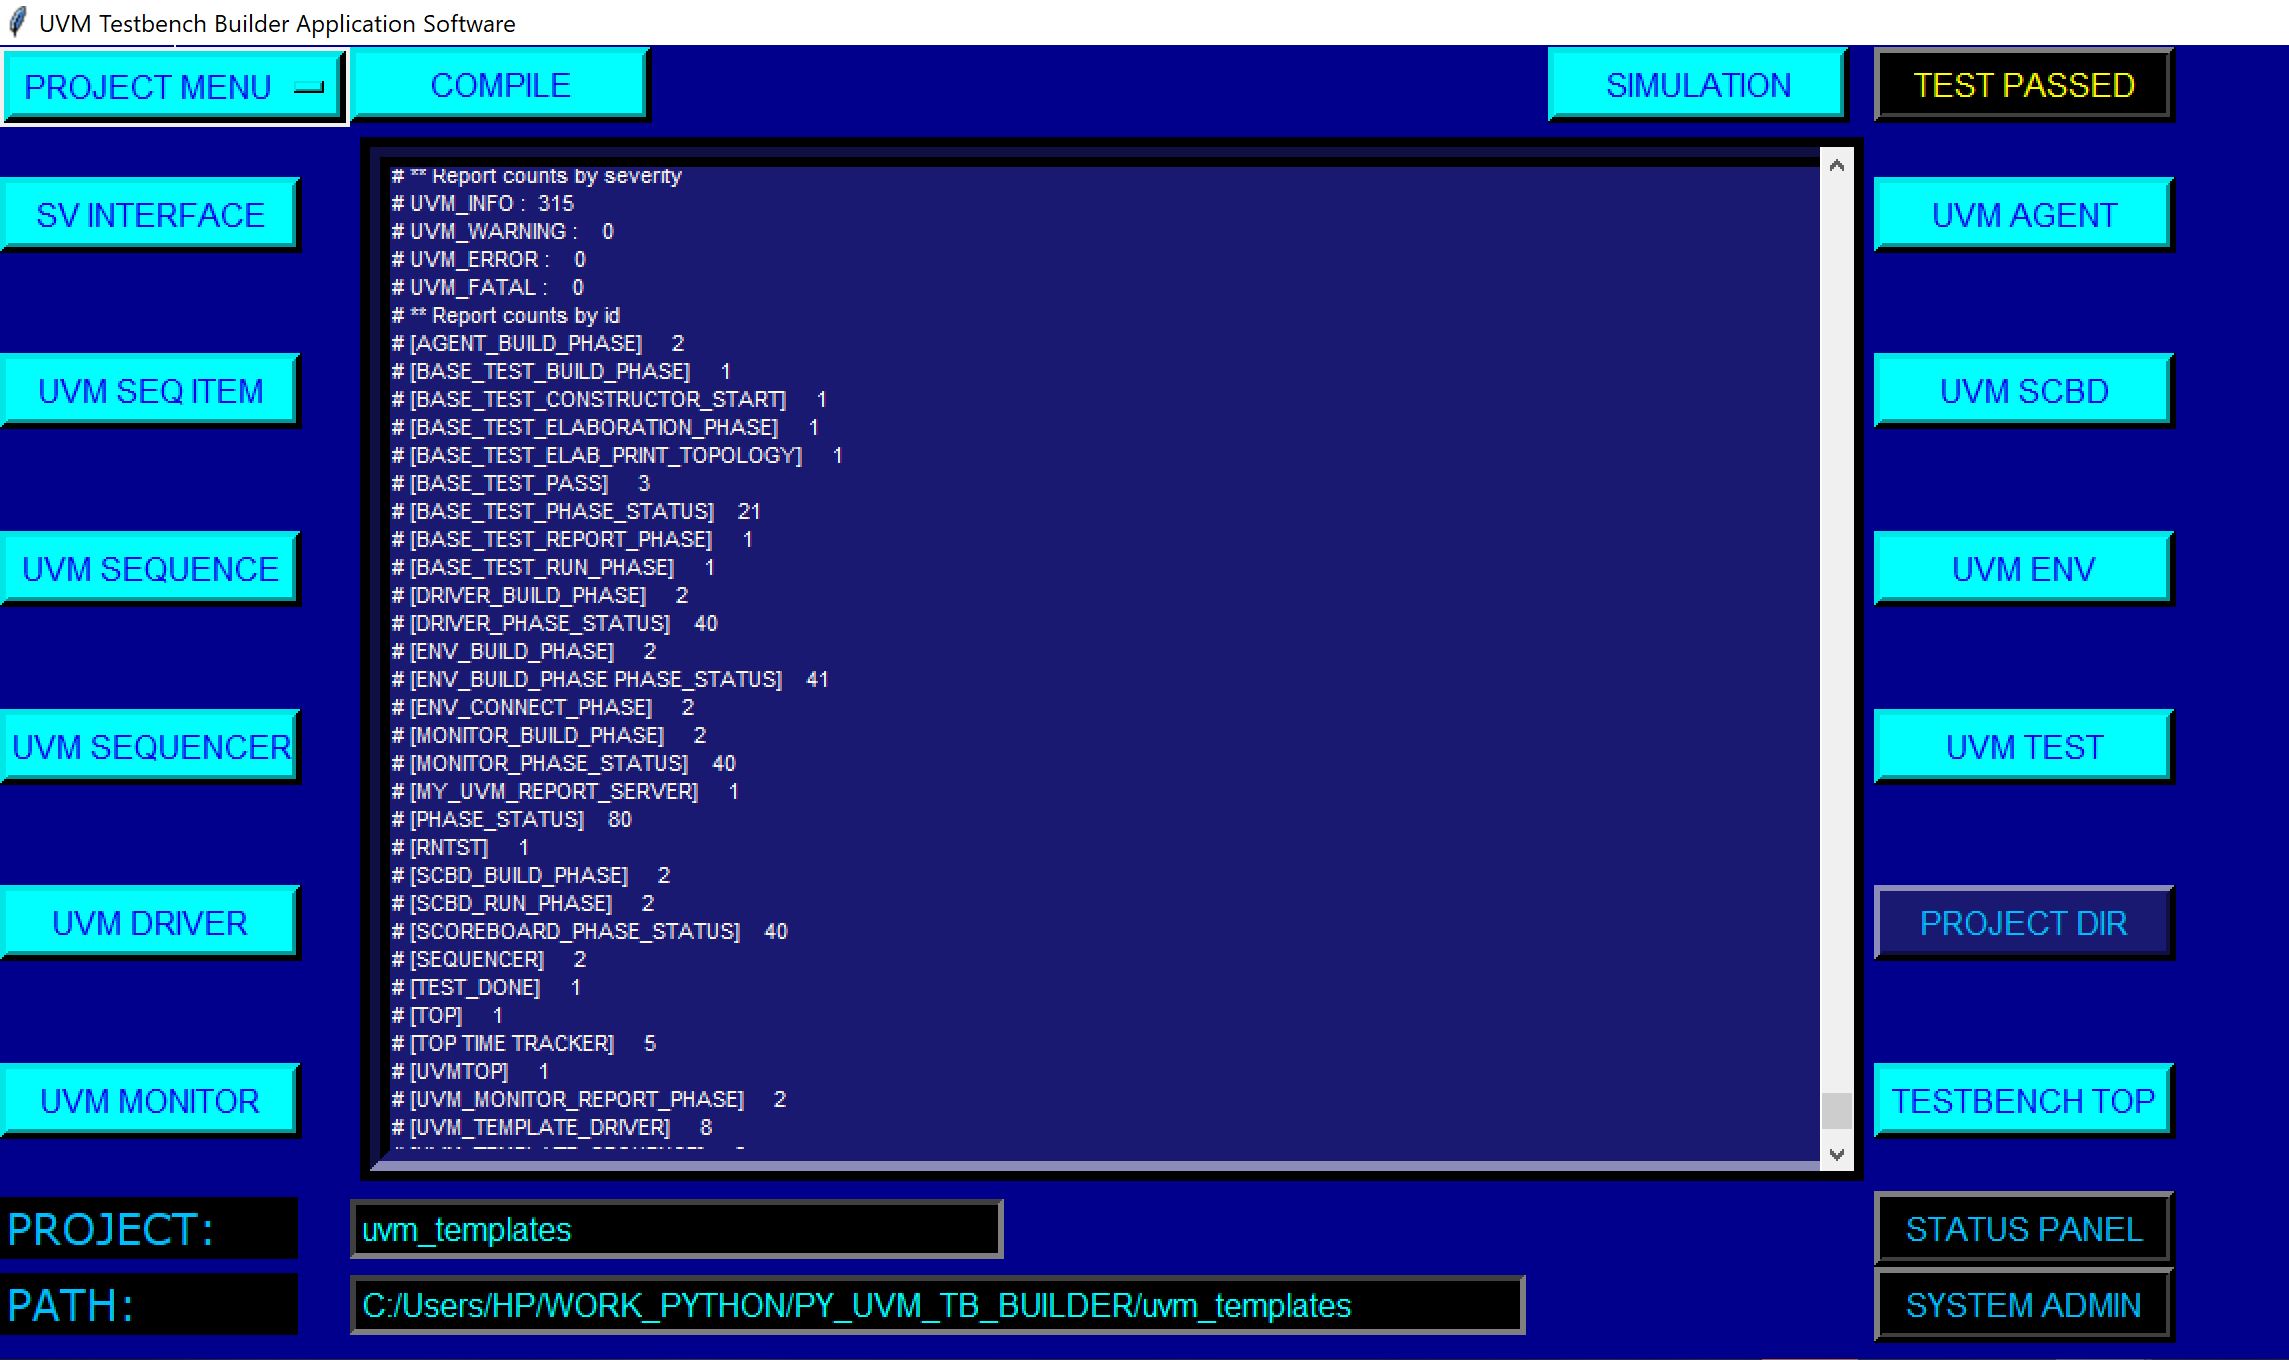 UVM Testbench Builder Application Software
PROJECT MENU
COMPILE
SIMULATION
TEST PASSED
SV INTERFACE
UVM SEQ ITEM
UVM SEQUENCE
UVM SEQUENCER
UVM DRIVER
UVM MONITOR
# ** Report counts by severity
# UVM_INFO : 315
# UVM_WARNING : 0
# UVM_ERROR : 0
# UVM_FATAL : 0
# ** Report counts by id
# [AGENT_BUILD_PHASE] 2
# [BASE_TEST_BUILD_PHASE] 1
# [BASE_TEST_CONSTRUCTOR_START] 1
# [BASE_TEST_ELABORATION_PHASE] 1
# [BASE_TEST_ELAB_PRINT_TOPOLOGY] 1
# [BASE_TEST_PASS] 3
# [BASE_TEST_PHASE_STATUS] 21
# [BASE_TEST_REPORT_PHASE] 1
# [BASE_TEST_RUN_PHASE] 1
# [DRIVER_BUILD_PHASE] 2
# [DRIVER_PHASE_STATUS] 40
# [ENV_BUILD_PHASE] 2
# [ENV_BUILD_PHASE PHASE_STATUS] 41
# [ENV_CONNECT_PHASE] 2
# [MONITOR_BUILD_PHASE] 2
# [MONITOR_PHASE_STATUS] 40
# [MY_UVM_REPORT_SERVER] 1
# [PHASE_STATUS] 80
# [RNTST] 1
# [SCBD_BUILD_PHASE] 2
# [SCBD_RUN_PHASE] 2
# [SCOREBOARD_PHASE_STATUS] 40
# [SEQUENCER] 2
# [TEST_DONE] 1
# [TOP] 1
# [TOP TIME TRACKER] 5
# [UVMTOP] 1
# [UVM_MONITOR_REPORT_PHASE] 2
# [UVM_TEMPLATE_DRIVER] 8
UVM AGENT
UVM SCBD
UVM ENV
UVM TEST
PROJECT DIR
TESTBENCH TOP
PROJECT:
uvm_templates
STATUS PANEL
PATH:
C:/Users/HP/WORK_PYTHON/PY_UVM_TB_BUILDER/uvm_templates
SYSTEM ADMIN